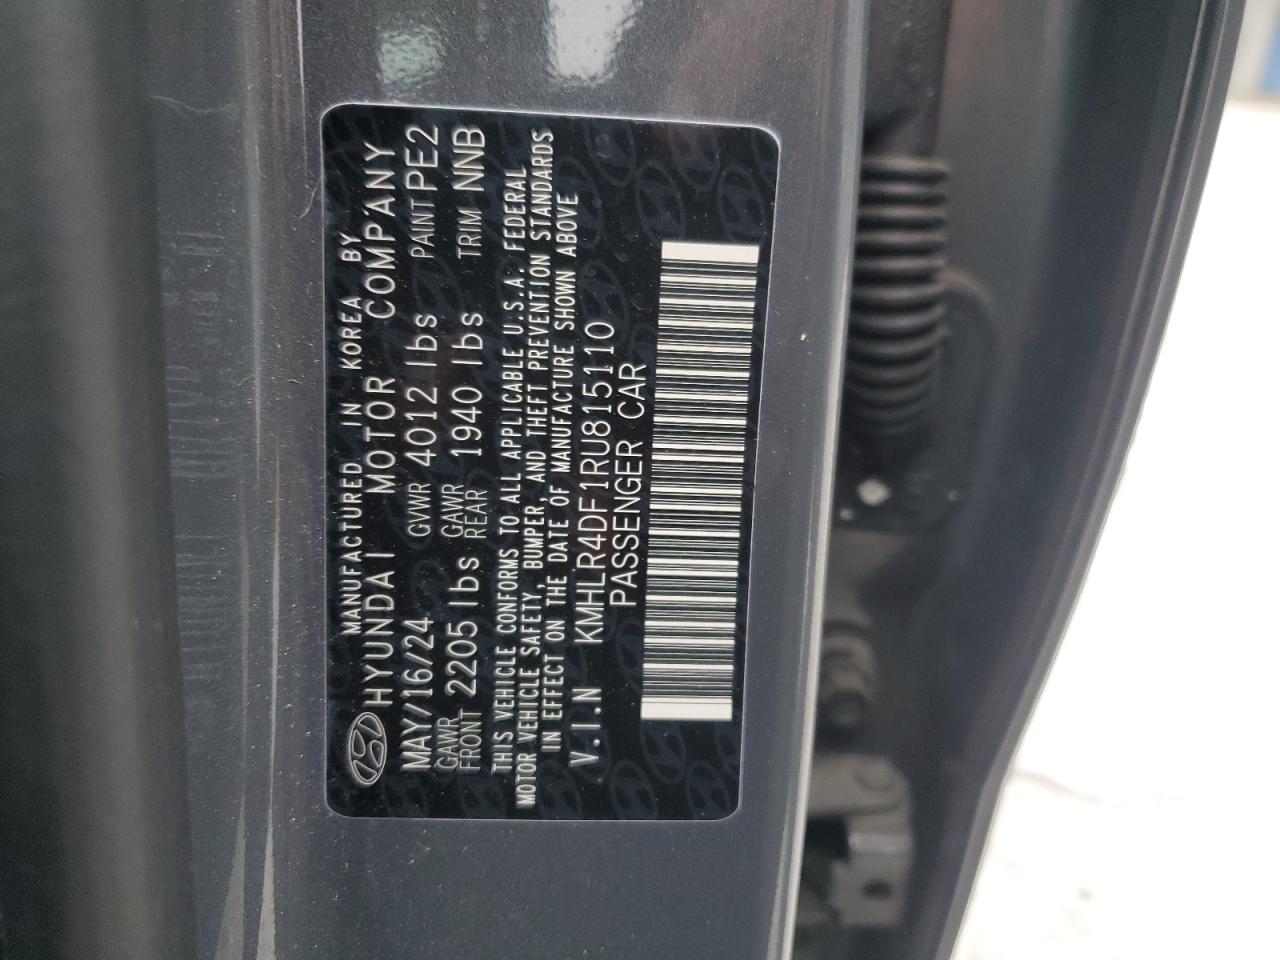 MANUFACTURED IN KOREA BY
HYUNDAI MOTOR COMPANY
MAY/16/24 GVWR 4012 lbs PAINT PE2
GAWR FRONT 2205 lbs GAWR REAR 1940 lbs TRIM NNB
THIS VEHICLE CONFORMS TO ALL APPLICABLE U.S.A. FEDERAL
MOTOR VEHICLE SAFETY, BUMPER, AND THEFT PREVENTION STANDARDS
IN EFFECT ON THE DATE OF MANUFACTURE SHOWN ABOVE
V.I.N KMHLR4DF1RU815110
PASSENGER CAR